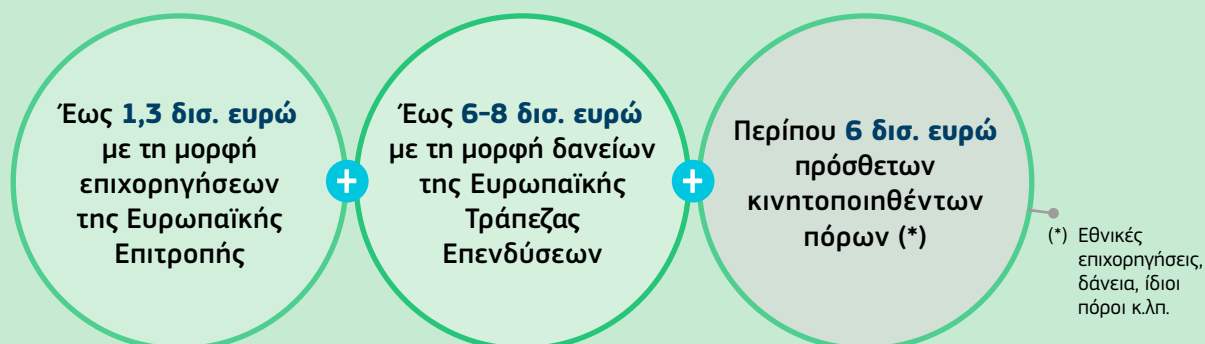 Έως 1,3 δισ. ευρώ
με τη μορφή
επιχορηγήσεων
της Ευρωπαϊκής
Επιτροπής
+
Έως 6-8 δισ. ευρώ
με τη μορφή δανείων
της Ευρωπαϊκής
Τράπεζας
Επενδύσεων
+
Περίπου 6 δισ. ευρώ
πρόσθετων
κινητοποιηθέντων
πόρων (*)
(*) Εθνικές
επιχορηγήσεις,
δάνεια, ίδιοι
πόροι κ.λπ.